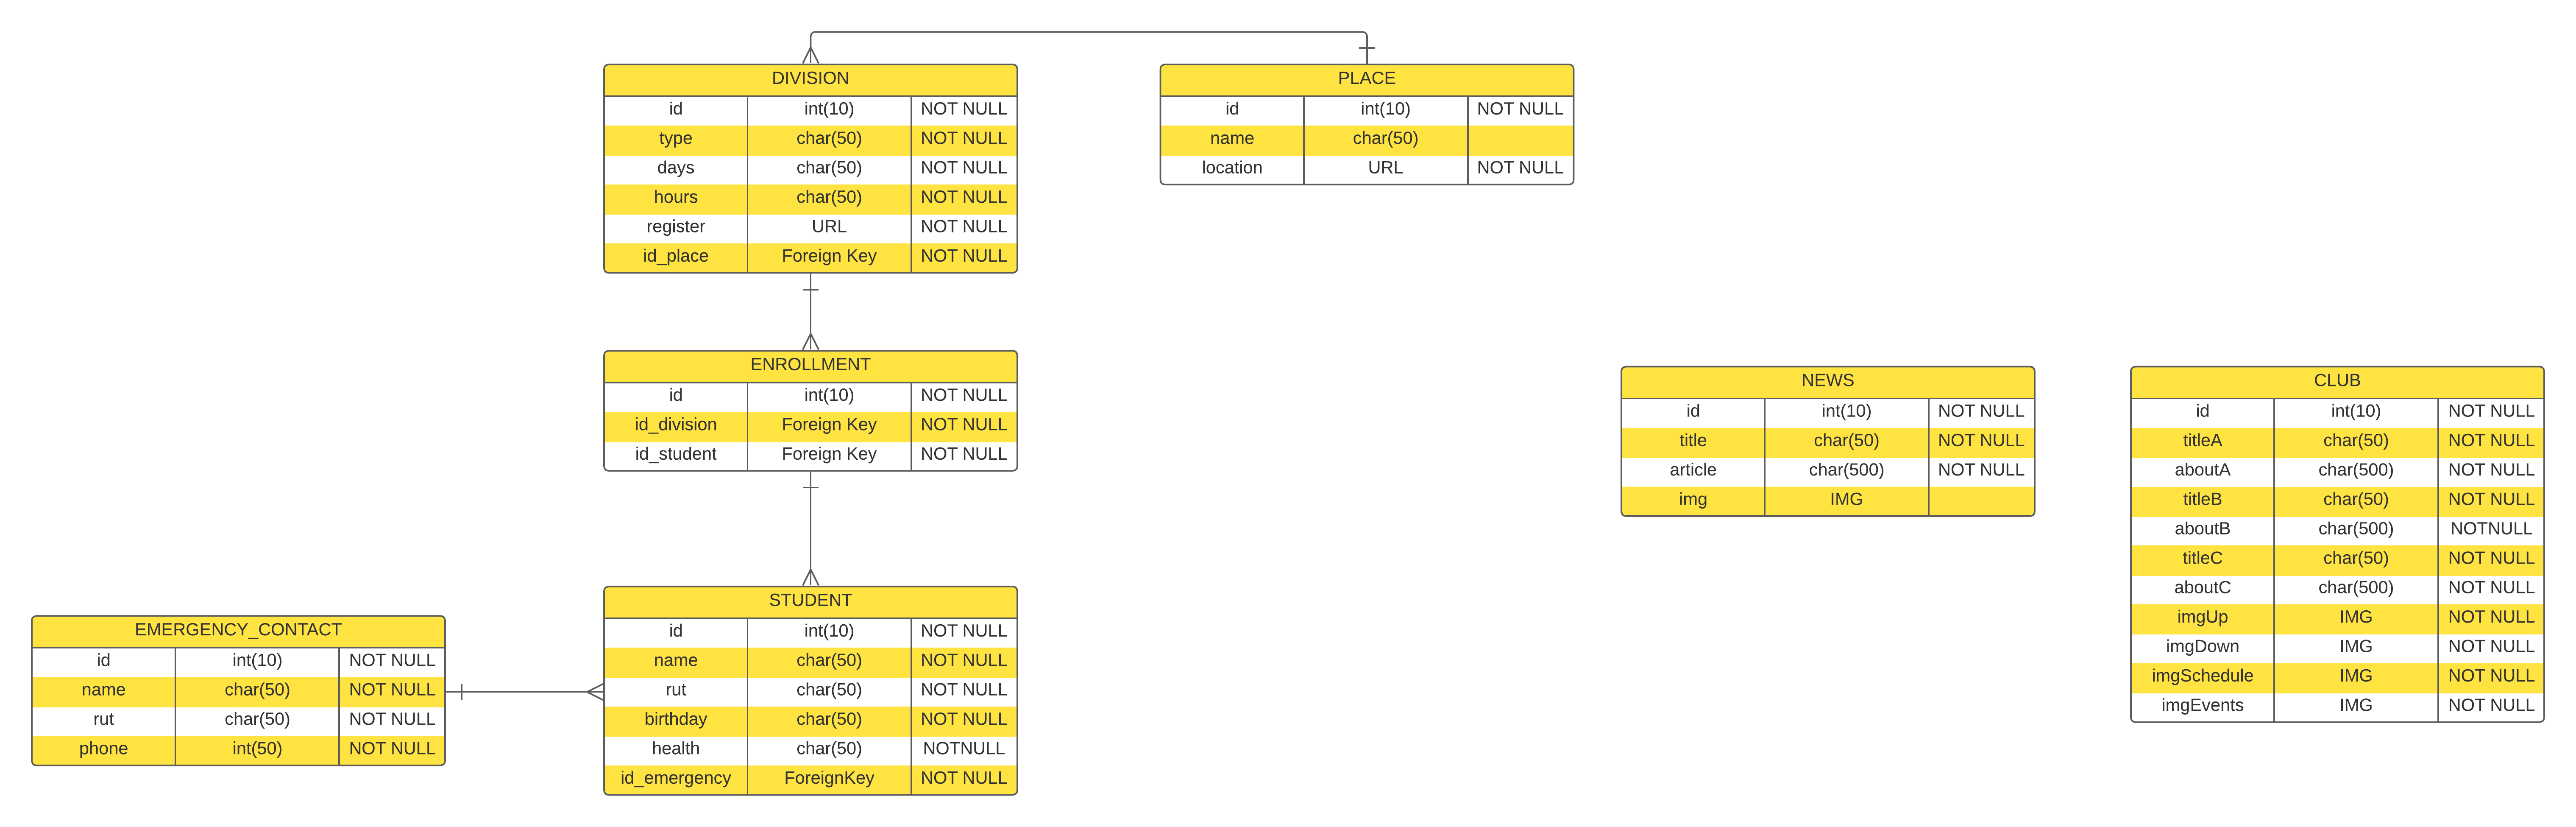 DIVISION
id int(10) NOT NULL
type char(50) NOT NULL
days char(50) NOT NULL
hours char(50) NOT NULL
register URL NOT NULL
id_place Foreign Key NOT NULL
PLACE
id int(10) NOT NULL
name char(50)
location URL NOT NULL
ENROLLMENT
id int(10) NOT NULL
id_division Foreign Key NOT NULL
id_student Foreign Key NOT NULL
NEWS
id int(10) NOT NULL
title char(50) NOT NULL
article char(500) NOT NULL
img IMG
CLUB
id int(10) NOT NULL
titleA char(50) NOT NULL
aboutA char(500) NOT NULL
titleB char(50) NOT NULL
aboutB char(500) NOTNULL
titleC char(50) NOT NULL
aboutC char(500) NOT NULL
imgUp IMG NOT NULL
imgDown IMG NOT NULL
imgSchedule IMG NOT NULL
imgEvents IMG NOT NULL
EMERGENCY_CONTACT
id int(10) NOT NULL
name char(50) NOT NULL
rut char(50) NOT NULL
phone int(50) NOT NULL
STUDENT
id int(10) NOT NULL
name char(50) NOT NULL
rut char(50) NOT NULL
birthday char(50) NOT NULL
health char(50) NOTNULL
id_emergency ForeignKey NOT NULL